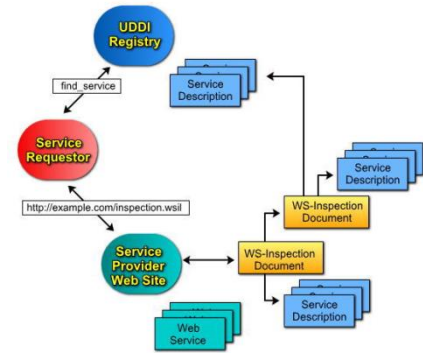 UDDI
Registry
find_service
Service
Description
Service
Requestor
Service
Description
http://example.com/inspection.wsil
WS-Inspection
Document
Service
Provider
Web Site
WS-Inspection
Document
Service
Description
Web
Service